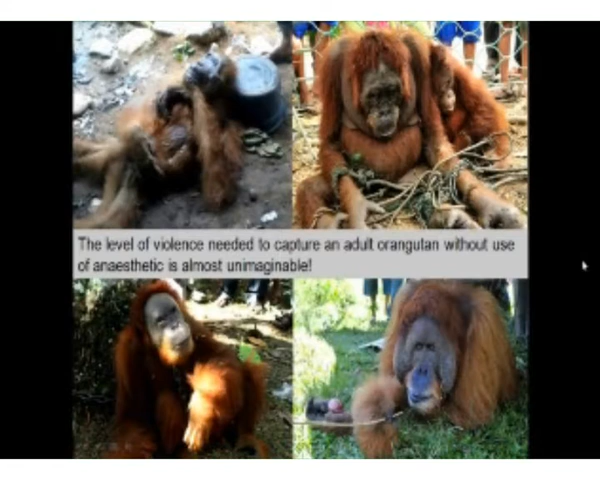 The level of violence needed to capture an adult orangutan without use
of anaesthetic is almost unimaginable!